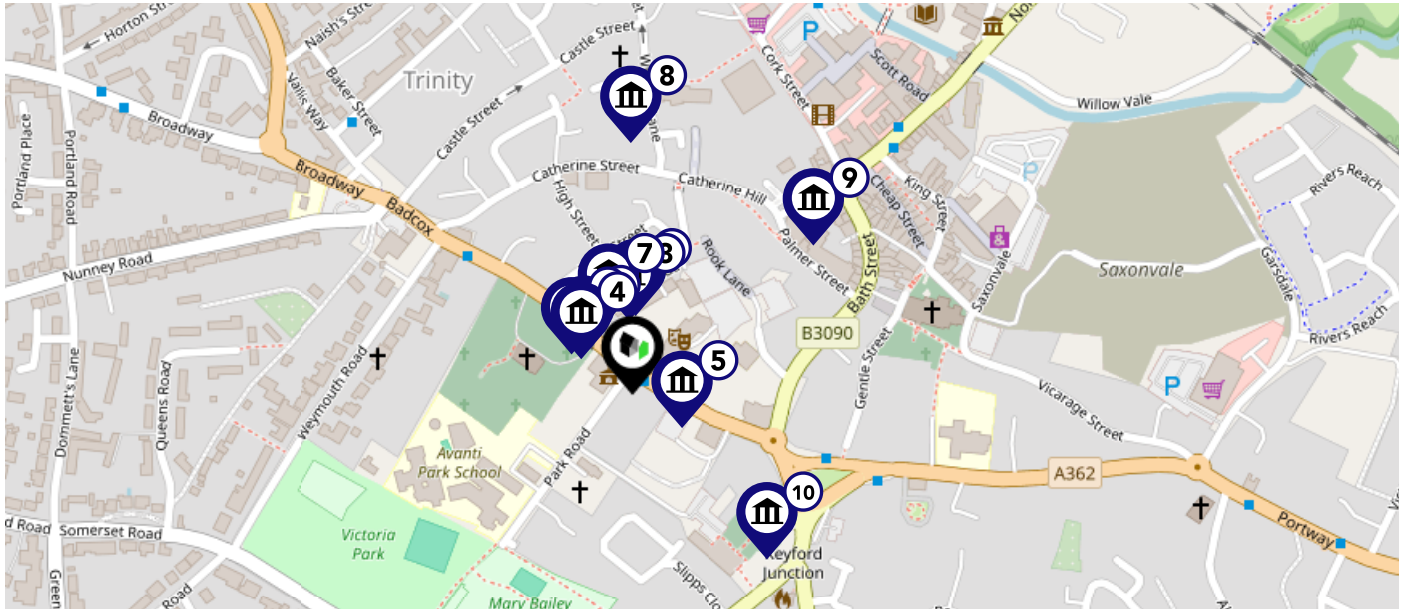 Horton Street
Naish's Street
Castle Street
Cork Street
P
Scott Road
Trinity
8
Willow Vale
Portland Place
Portland Road
Broadway
Vallis Way
Baker Street
Castle Street
Catherine Street
Catherine Hill
9
Cheap Street
King Street
P
Rivers Reach
Broadway
Badcox
High Street
Palmer Street
Nunney Road
7
3
4
Rook Lane
Bath Street
&
Saxonvale
Saxonvale
Garsdale
Rivers Reach
B3090
5
Gentle Street
P
Vicarage Street
Dommett's Lane
Queens Road
Weymouth Road
Avanti
Park School
Park Road
A362
10
Portway
Somerset Road
Victoria
Park
Keyford
Junction
Slipps Clo
Mary Bailey
Green
Road